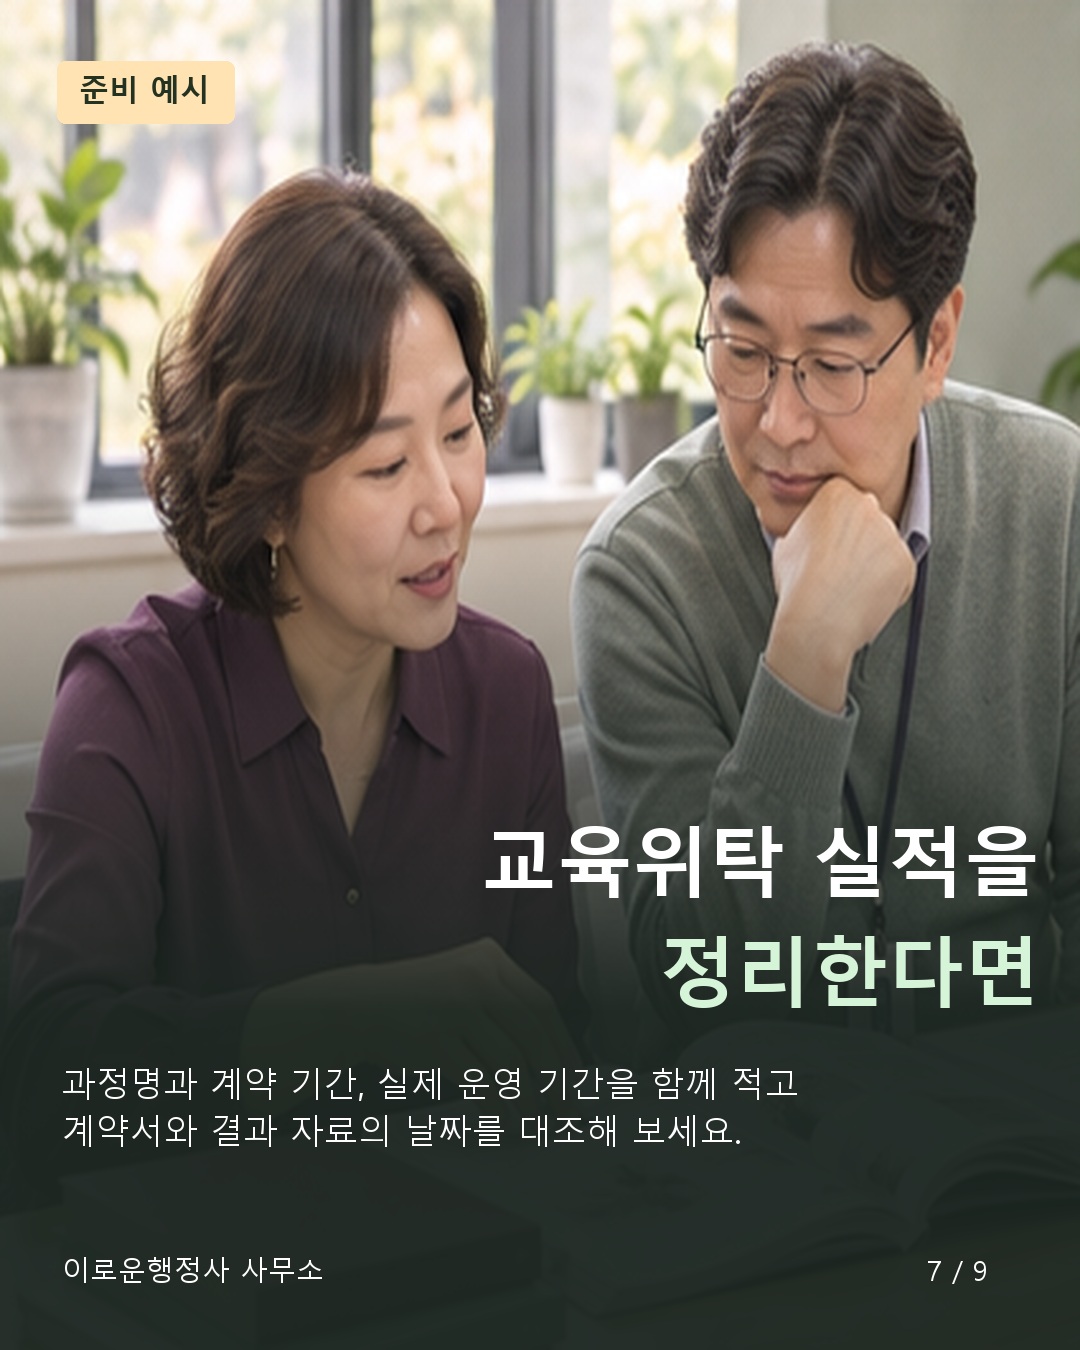 준비 예시
교육위탁 실적을
정리한다면
과정명과 계약 기간, 실제 운영 기간을 함께 적고
계약서와 결과 자료의 날짜를 대조해 보세요.
이로운행정사 사무소
7 / 9